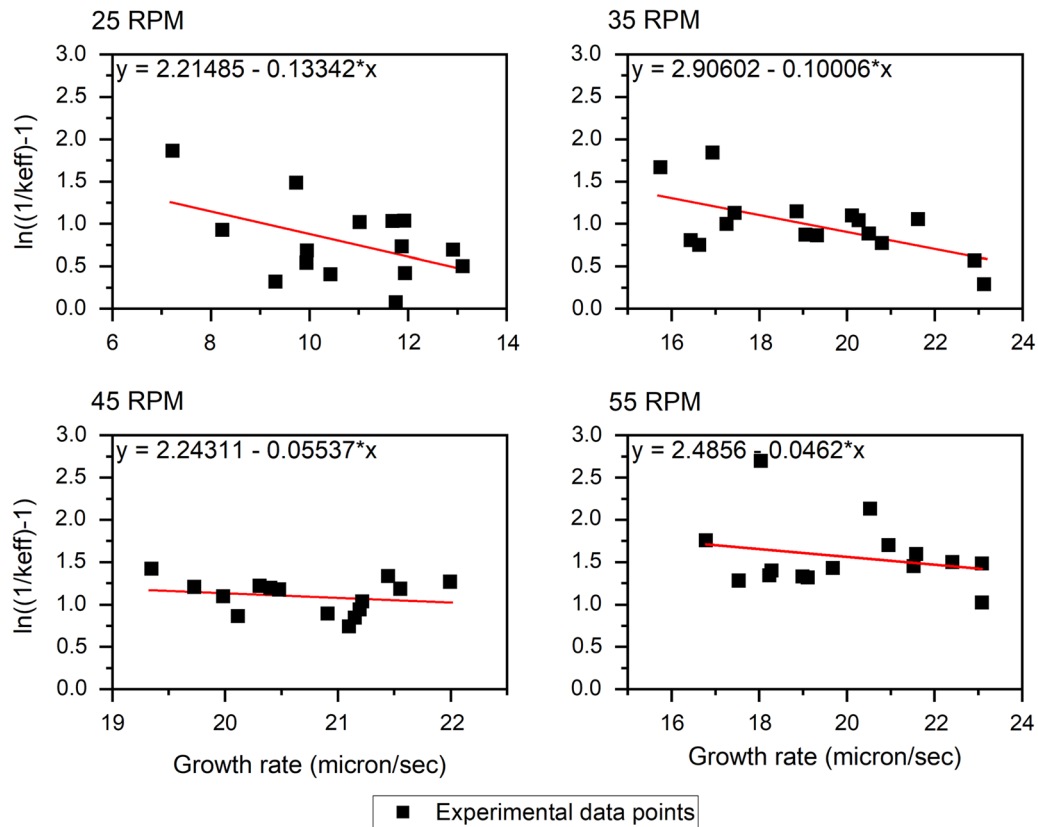 25 RPM
y = 2.21485 - 0.13342*x
ln((1/keff)-1)
3.0
2.5
2.0
1.5
1.0
0.5
0.0
6 8 10 12 14
35 RPM
y = 2.90602 - 0.10006*x
3.0
2.5
2.0
1.5
1.0
0.5
0.0
16 18 20 22 24
45 RPM
y = 2.24311 - 0.05537*x
ln((1/keff)-1)
3.0
2.5
2.0
1.5
1.0
0.5
0.0
19 20 21 22
Growth rate (micron/sec)
55 RPM
y = 2.4856 - 0.0462*x
3.0
2.5
2.0
1.5
1.0
0.5
0.0
16 18 20 22 24
Growth rate (micron/sec)
Experimental data points